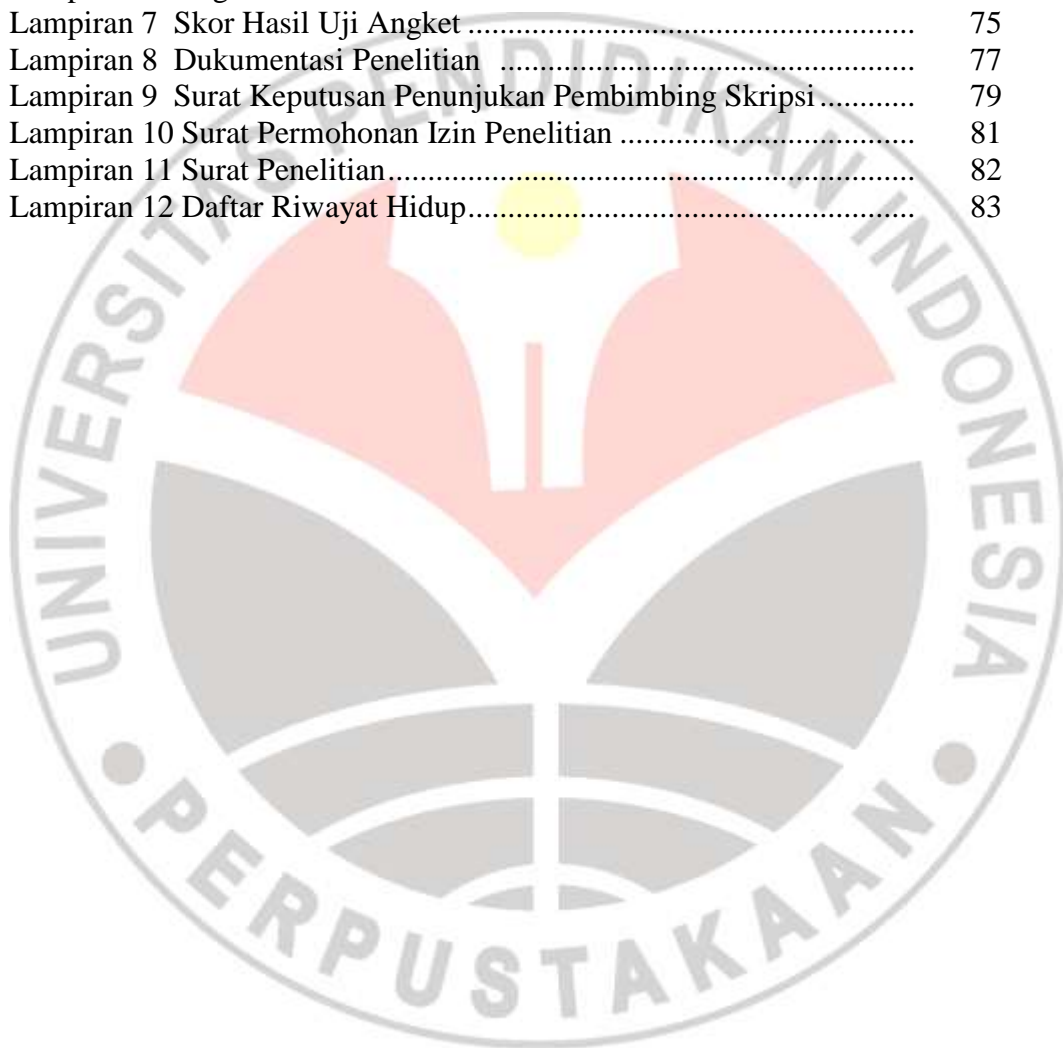 Lampiran 7 Skor Hasil Uji Angket ........................................................ 75
Lampiran 8 Dukumentasi Penelitian .................................................... 77
Lampiran 9 Surat Keputusan Penunjukan Pembimbing Skripsi ............ 79
Lampiran 10 Surat Permohonan Izin Penelitian ..................................... 81
Lampiran 11 Surat Penelitian.................................................................. 82
Lampiran 12 Daftar Riwayat Hidup........................................................ 83
UNIVERSITAS PENDIDIKAN INDONESIA
PERPUSTAKAAN